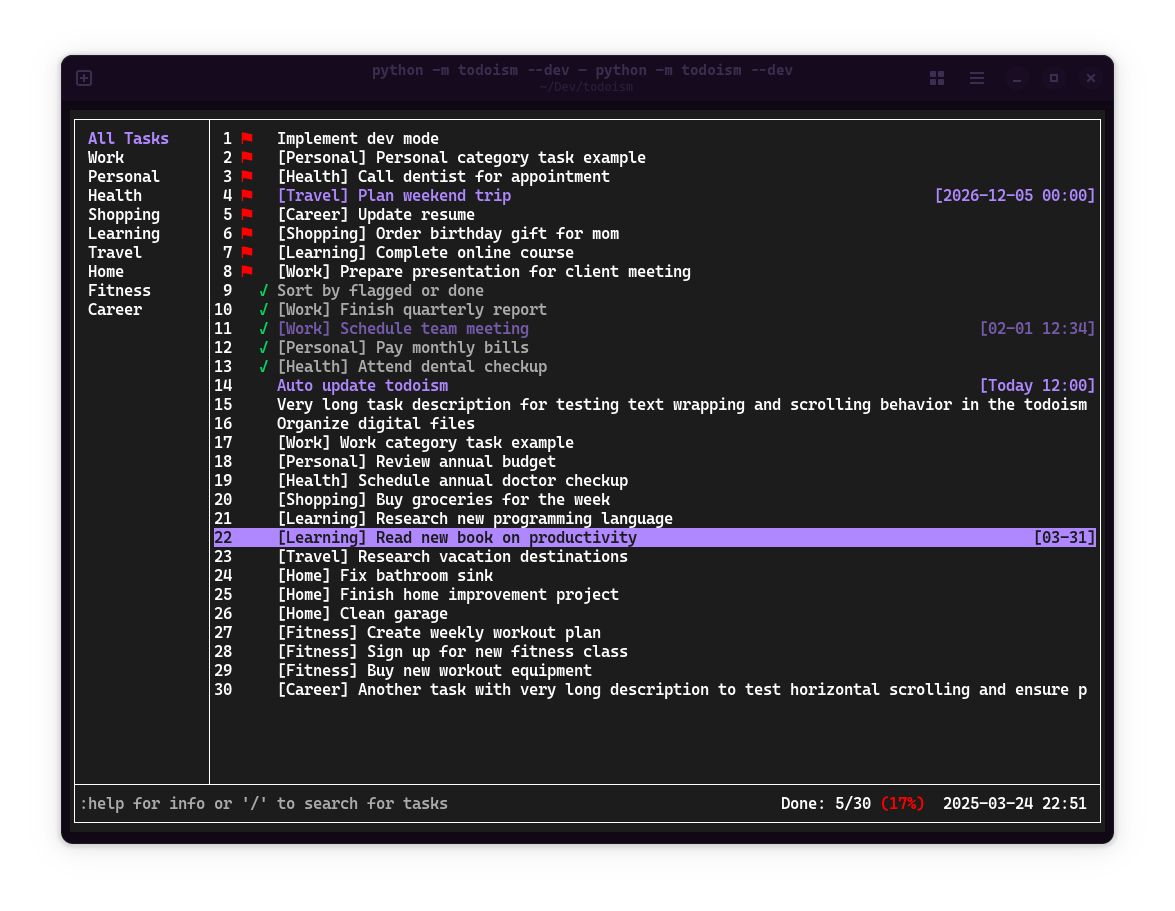 python -m todoism --dev — python -m todoism --dev
~/Dev/todoism
All Tasks
Work
Personal
Health
Shopping
Learning
Travel
Home
Fitness
Career
1 Implement dev mode
2 [Personal] Personal category task example
3 [Health] Call dentist for appointment
4 [Travel] Plan weekend trip [2026-12-05 00:00]
5 [Career] Update resume
6 [Shopping] Order birthday gift for mom
7 [Learning] Complete online course
8 [Work] Prepare presentation for client meeting
9 ✓ Sort by flagged or done
10 ✓ [Work] Finish quarterly report
11 ✓ [Work] Schedule team meeting [02-01 12:34]
12 ✓ [Personal] Pay monthly bills
13 ✓ [Health] Attend dental checkup
14 Auto update todoism [Today 12:00]
15 Very long task description for testing text wrapping and scrolling behavior in the todoism
16 Organize digital files
17 [Work] Work category task example
18 [Personal] Review annual budget
19 [Health] Schedule annual doctor checkup
20 [Shopping] Buy groceries for the week
21 [Learning] Research new programming language
22 [Learning] Read new book on productivity [03-31]
23 [Travel] Research vacation destinations
24 [Home] Fix bathroom sink
25 [Home] Finish home improvement project
26 [Home] Clean garage
27 [Fitness] Create weekly workout plan
28 [Fitness] Sign up for new fitness class
29 [Fitness] Buy new workout equipment
30 [Career] Another task with very long description to test horizontal scrolling and ensure p
:help for info or '/' to search for tasks Done: 5/30 (17%) 2025-03-24 22:51